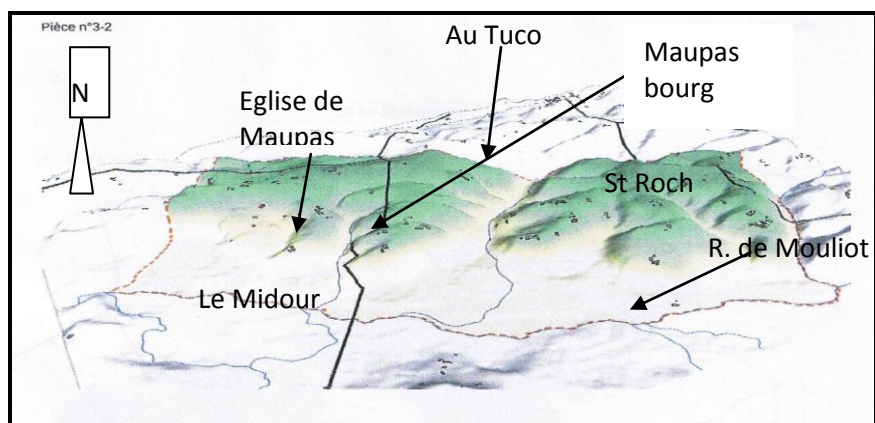 Pièce n°3-2
N
Au Tuco
Maupas
bourg
Eglise de
Maupas
St Roch
R. de Mouliot
Le Midour